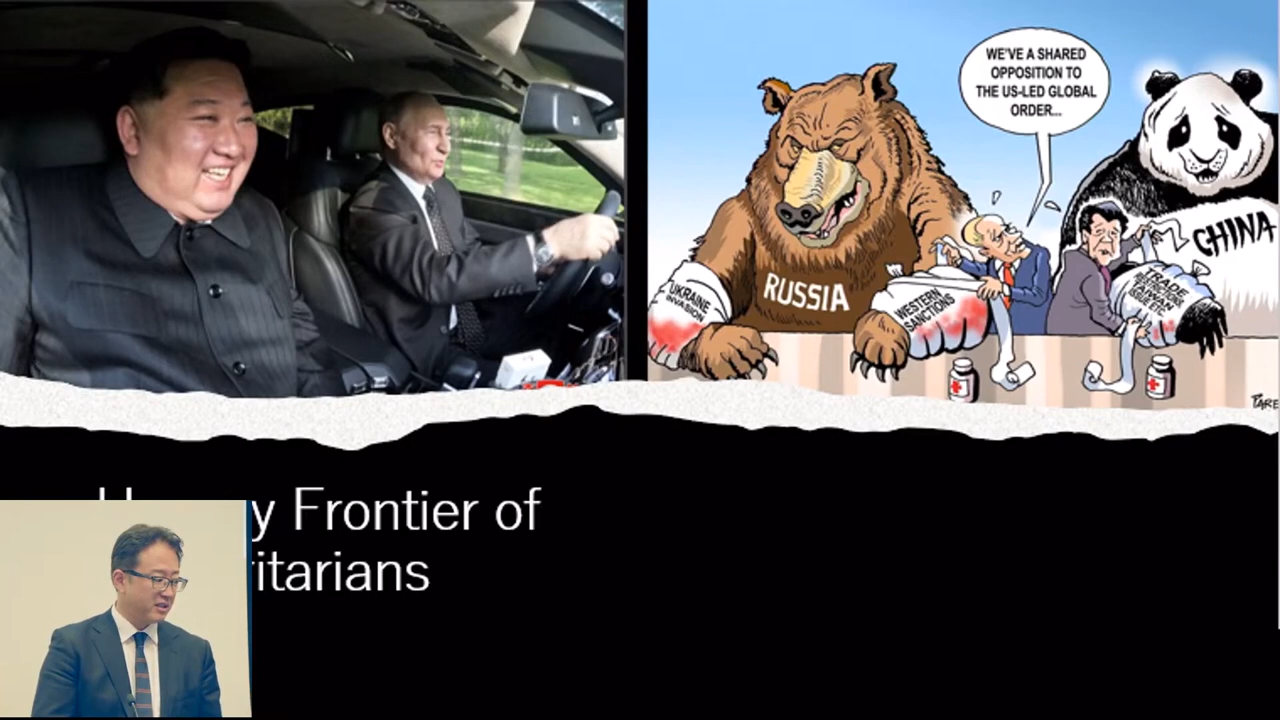 WE'VE A SHARED
OPPOSITION TO
THE US-LED GLOBAL
ORDER...
RUSSIA
CHINA
UKRAINE
INVASION
WESTERN
SANCTIONS
TRADE
TAIWAN
y Frontier of
itarians